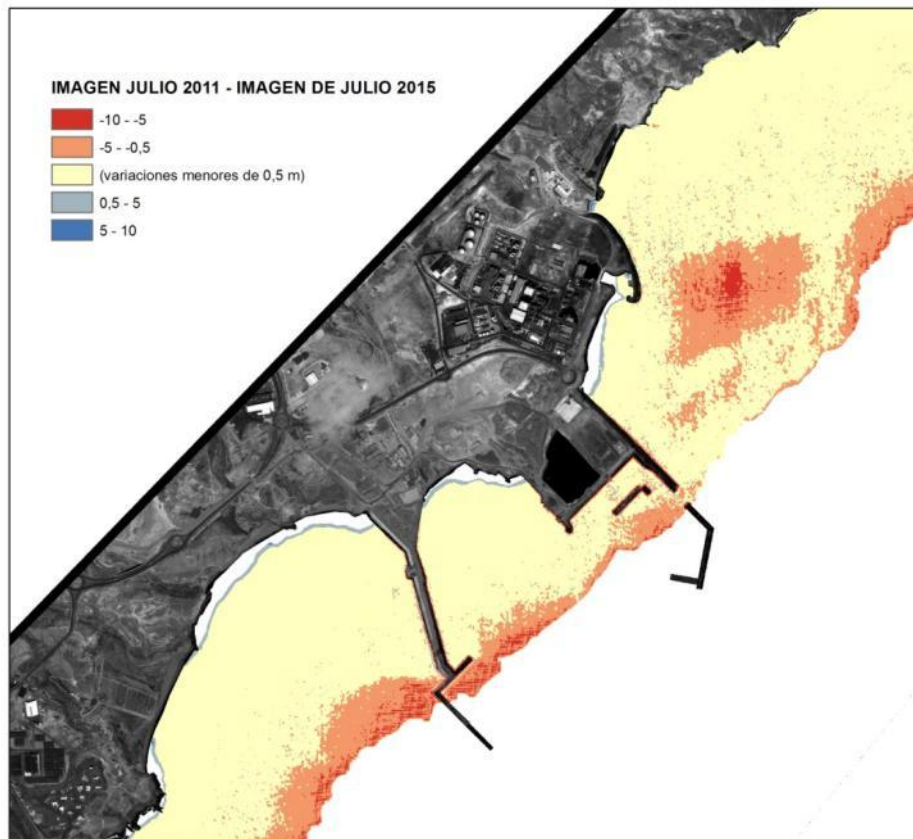 IMAGEN JULIO 2011 - IMAGEN DE JULIO 2015
-10 - -5
-5 - -0,5
(variaciones menores de 0,5 m)
0,5 - 5
5 - 10